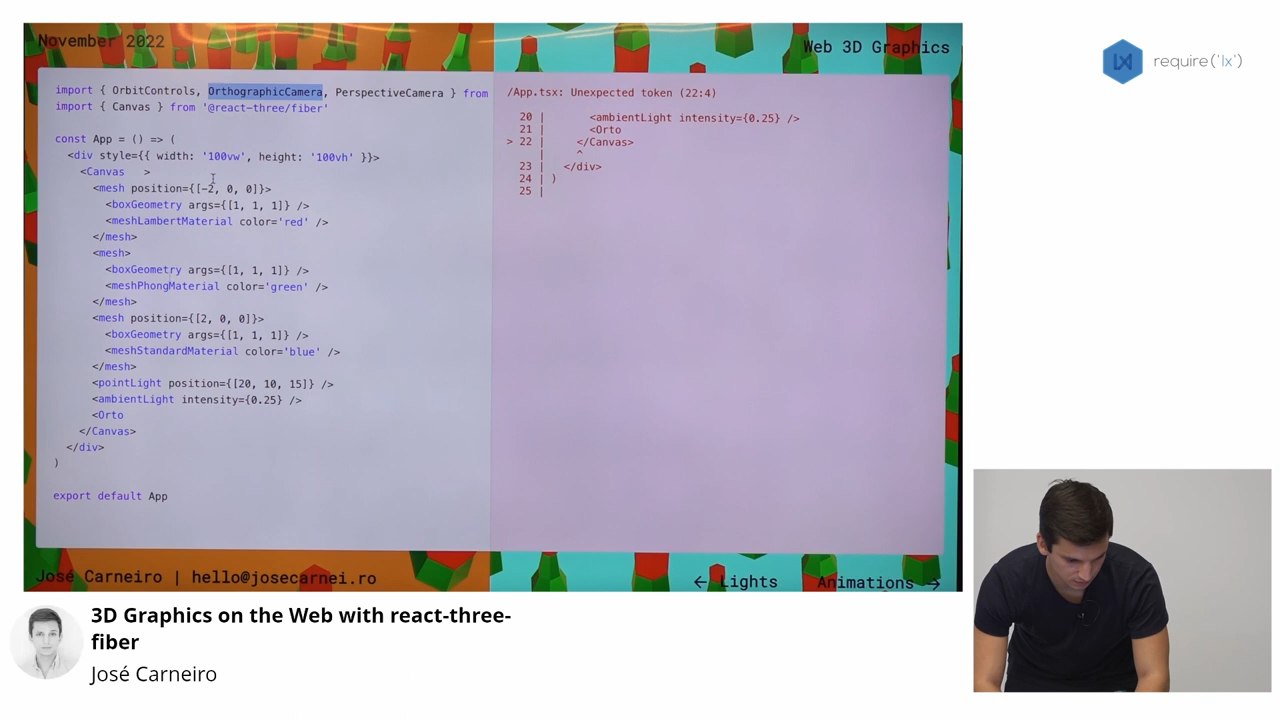 November 2022
Web 3D Graphics
require('lx')
import { OrbitControls, OrthographicCamera, PerspectiveCamera } from
import { Canvas } from '@react-three/fiber'
const App = () => (
<div style={{ width: '100vw', height: '100vh' }}>
<Canvas >
<mesh position={[-2, 0, 0]}>
<boxGeometry args={[1, 1, 1]} />
<meshLambertMaterial color='red' />
</mesh>
<mesh>
<boxGeometry args={[1, 1, 1]} />
<meshPhongMaterial color='green' />
</mesh>
<mesh position={[2, 0, 0]}>
<boxGeometry args={[1, 1, 1]} />
<meshStandardMaterial color='blue' />
</mesh>
<pointLight position={[20, 10, 15]} />
<ambientLight intensity={0.25} />
<Orto
</Canvas>
</div>
)
export default App
/App.tsx: Unexpected token (22:4)
20 | <ambientLight intensity={0.25} />
21 | <Orto
> 22 | </Canvas>
| ^
23 | </div>
24 | )
25 |
José Carneiro | hello@josecarnei.ro
← Lights
Animations →
3D Graphics on the Web with react-three-
fiber
José Carneiro